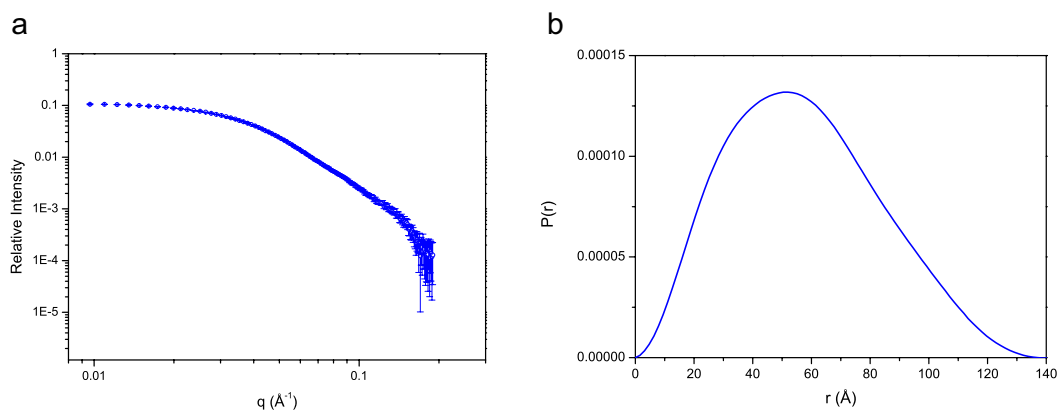 a
1
0.1
0.01
1E-3
1E-4
1E-5
Relative Intensity
0.01 0.1
q (Å⁻¹)
b
0.00015
0.00010
0.00005
0.00000
P(r)
0 20 40 60 80 100 120 140
r (Å)